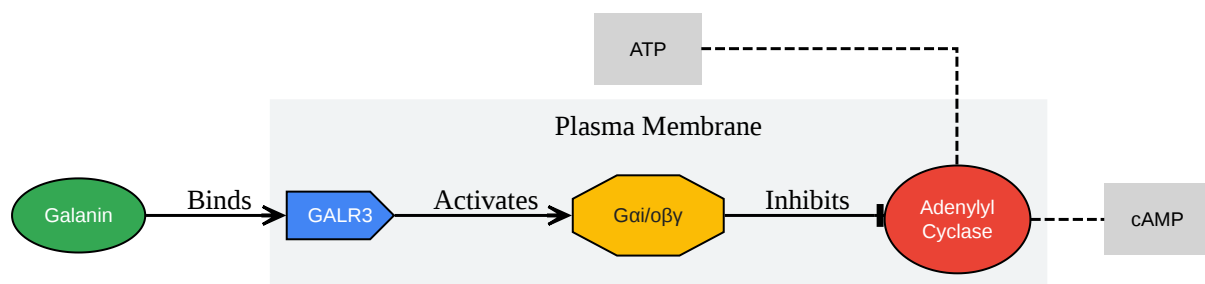 ATP
Plasma Membrane
Galanin
Binds
GALR3
Activates
Gαi/oβγ
Inhibits
Adenylyl
Cyclase
cAMP